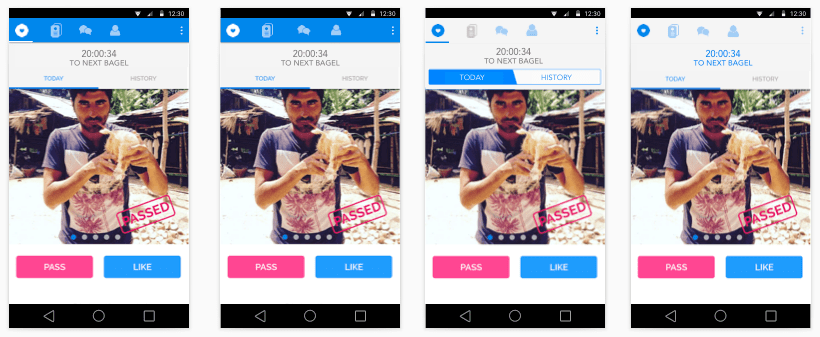 12:30
20:00:34
TO NEXT BAGEL
TODAY HISTORY
PASSED
PASS LIKE
12:30
20:00:34
TO NEXT BAGEL
TODAY HISTORY
PASSED
PASS LIKE
12:30
20:00:34
TO NEXT BAGEL
TODAY HISTORY
PASSED
PASS LIKE
12:30
20:00:34
TO NEXT BAGEL
TODAY HISTORY
PASSED
PASS LIKE